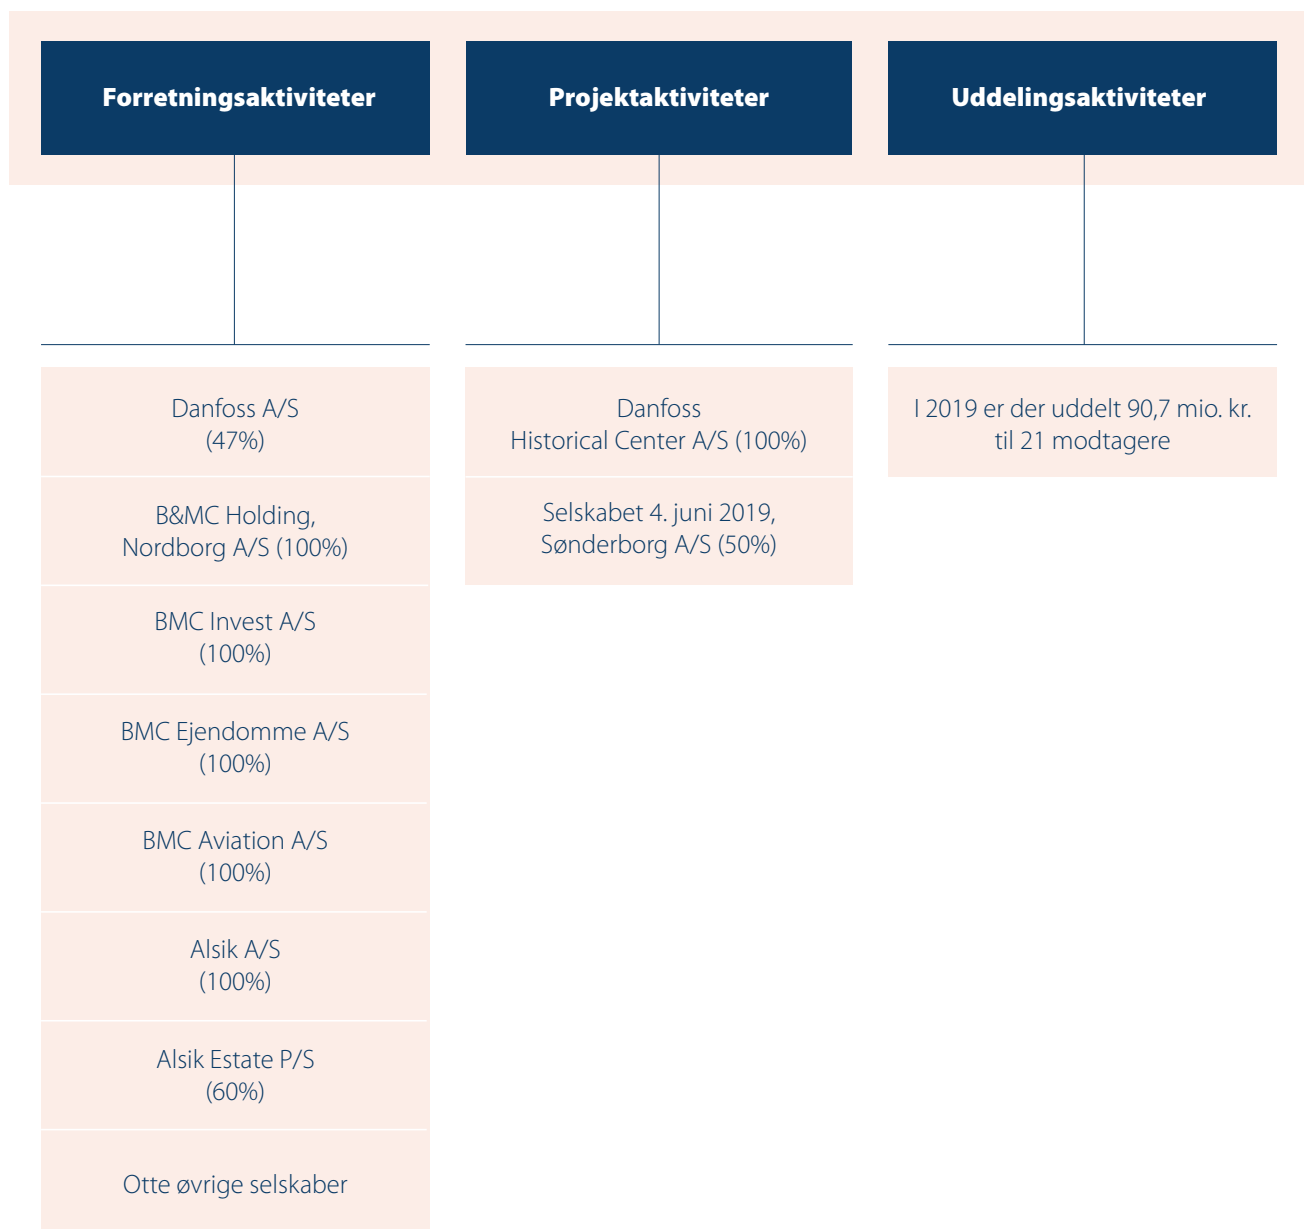 Forretningsaktiviteter
Projektaktiviteter
Uddelingsaktiviteter
Danfoss A/S
(47%)
B&MC Holding,
Nordborg A/S (100%)
BMC Invest A/S
(100%)
BMC Ejendomme A/S
(100%)
BMC Aviation A/S
(100%)
Alsik A/S
(100%)
Alsik Estate P/S
(60%)
Otte øvrige selskaber
Danfoss
Historical Center A/S (100%)
Selskabet 4. juni 2019,
Sønderborg A/S (50%)
I 2019 er der uddelt 90,7 mio. kr.
til 21 modtagere